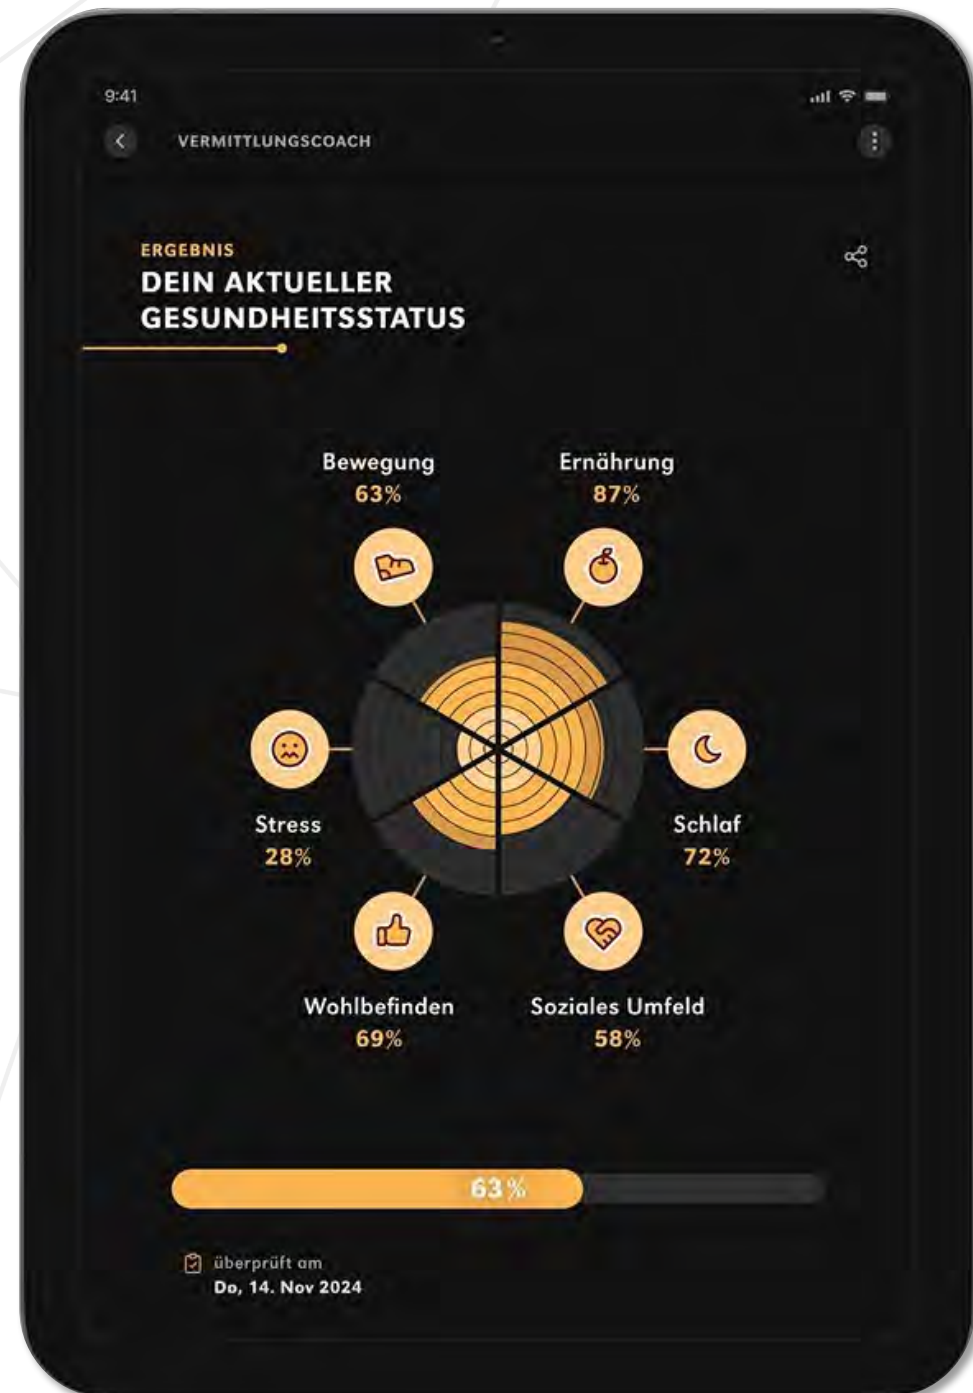 9:41
VERMITTLUNGSCOACH
ERGEBNIS
DEIN AKTUELLER
GESUNDHEITSSTATUS
Bewegung
63%
Ernährung
87%
Stress
28%
Schlaf
72%
Wohlbefinden
69%
Soziales Umfeld
58%
63%
überprüft am
Do, 14. Nov 2024